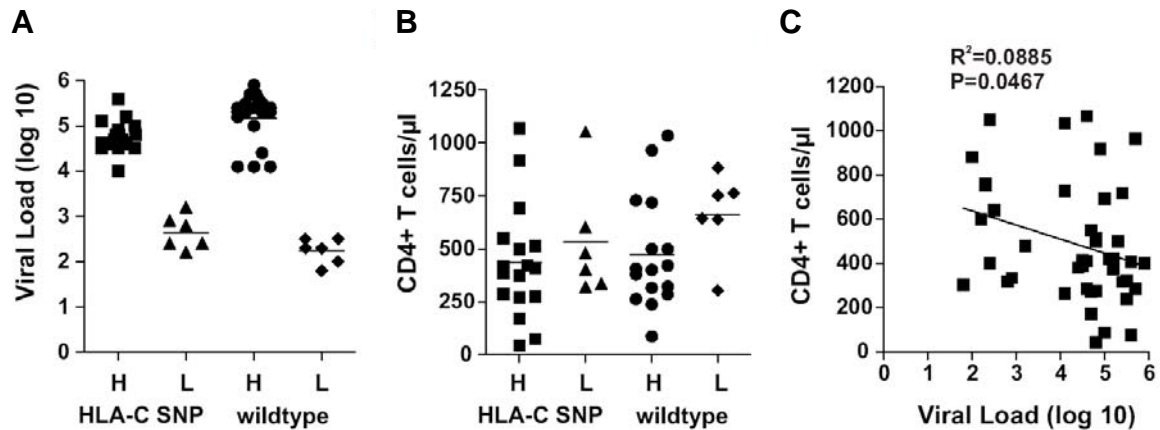 A
Viral Load (log 10)
6
5
4
3
2
1
0
H L H L
HLA-C SNP wildtype
B
CD4+ T cells/µl
1250
1000
750
500
250
0
H L H L
HLA-C SNP wildtype
C
R²=0.0885
P=0.0467
CD4+ T cells/µl
1200
1000
800
600
400
200
0
0 1 2 3 4 5 6
Viral Load (log 10)